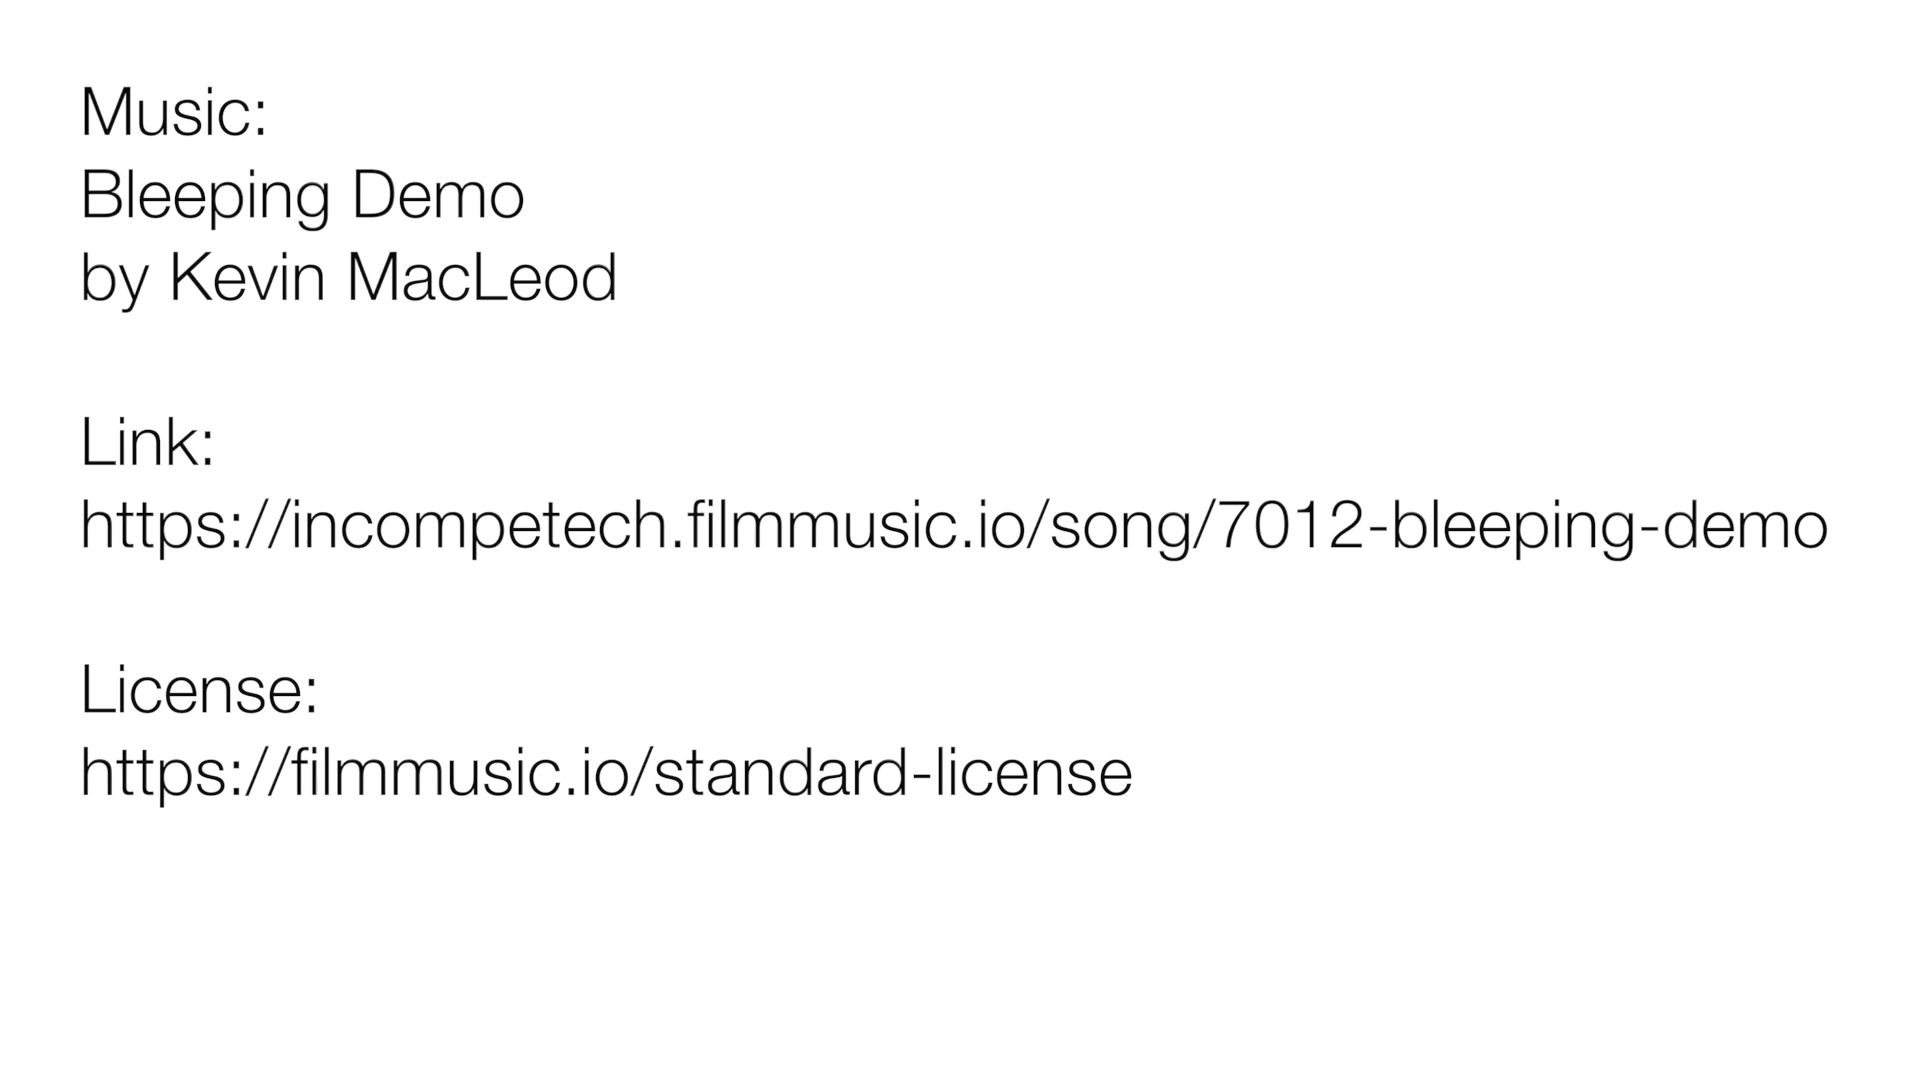 Music:
Bleeping Demo
by Kevin MacLeod
Link:
https://incompetech.filmmusic.io/song/7012-bleeping-demo
License:
https://filmmusic.io/standard-license